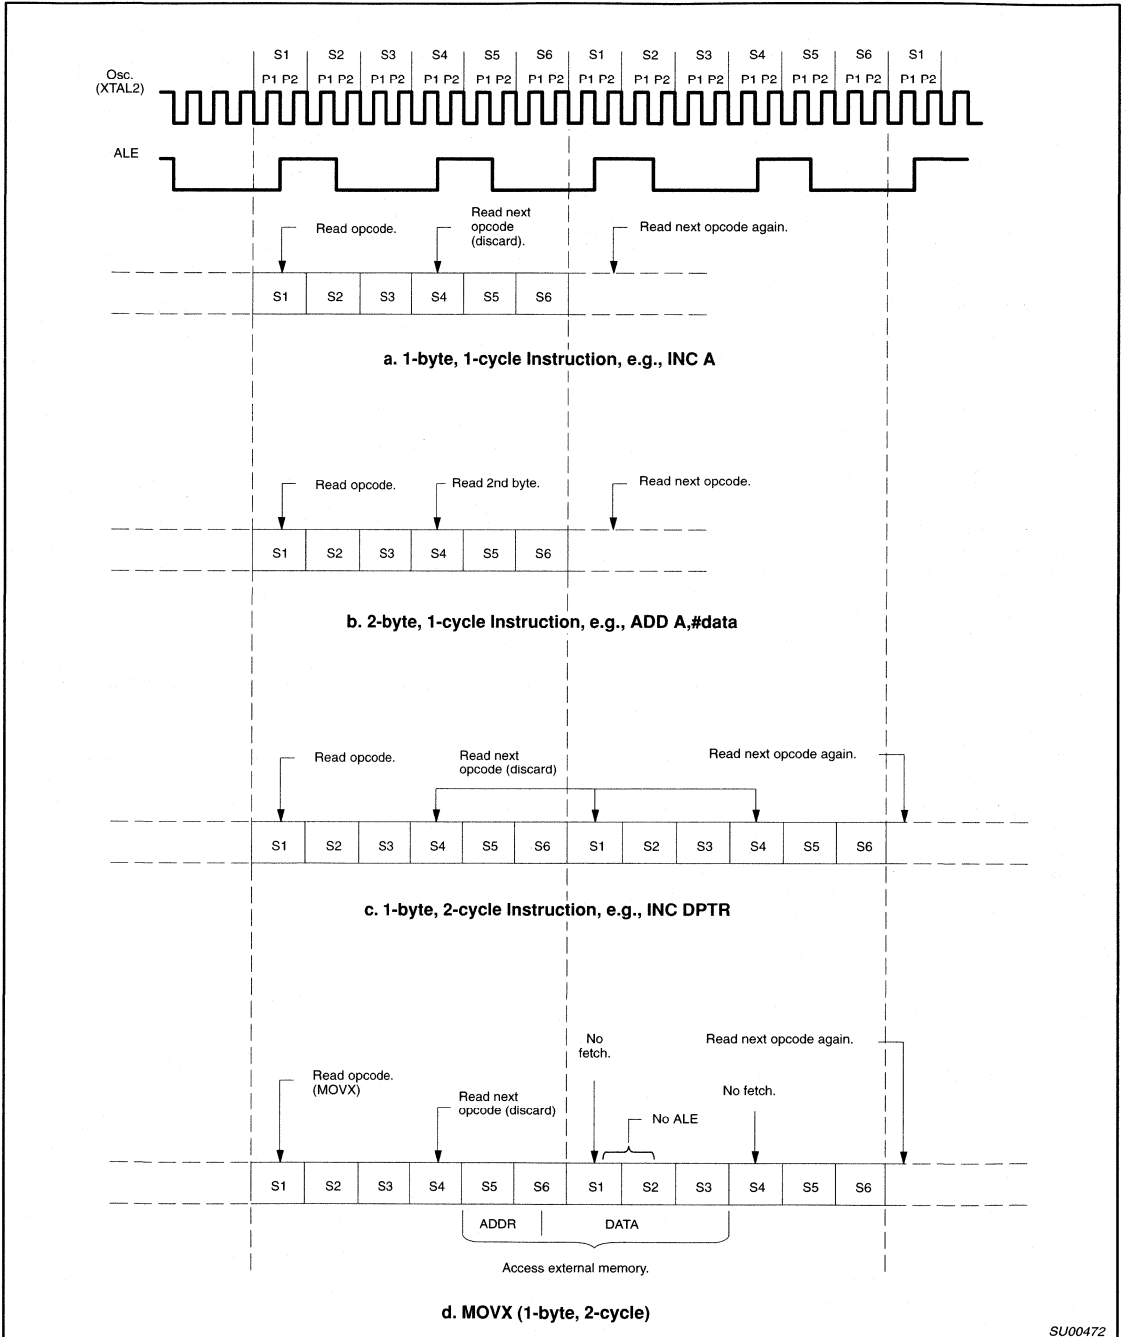 S1 S2 S3 S4 S5 S6 S1 S2 S3 S4 S5 S6 S1
Osc.
(XTAL2)
P1 P2 P1 P2 P1 P2 P1 P2 P1 P2 P1 P2 P1 P2 P1 P2 P1 P2 P1 P2 P1 P2 P1 P2 P1 P2
ALE
Read opcode.
Read next
opcode
(discard).
Read next opcode again.
S1 S2 S3 S4 S5 S6
a. 1-byte, 1-cycle Instruction, e.g., INC A
Read opcode.
Read 2nd byte.
Read next opcode.
S1 S2 S3 S4 S5 S6
b. 2-byte, 1-cycle Instruction, e.g., ADD A,#data
Read opcode.
Read next
opcode (discard)
Read next opcode again.
S1 S2 S3 S4 S5 S6 S1 S2 S3 S4 S5 S6
c. 1-byte, 2-cycle Instruction, e.g., INC DPTR
Read opcode.
(MOVX)
Read next
opcode (discard)
No
fetch.
No ALE
No fetch.
Read next opcode again.
S1 S2 S3 S4 S5 S6 S1 S2 S3 S4 S5 S6
ADDR DATA
Access external memory.
d. MOVX (1-byte, 2-cycle)
SU00472